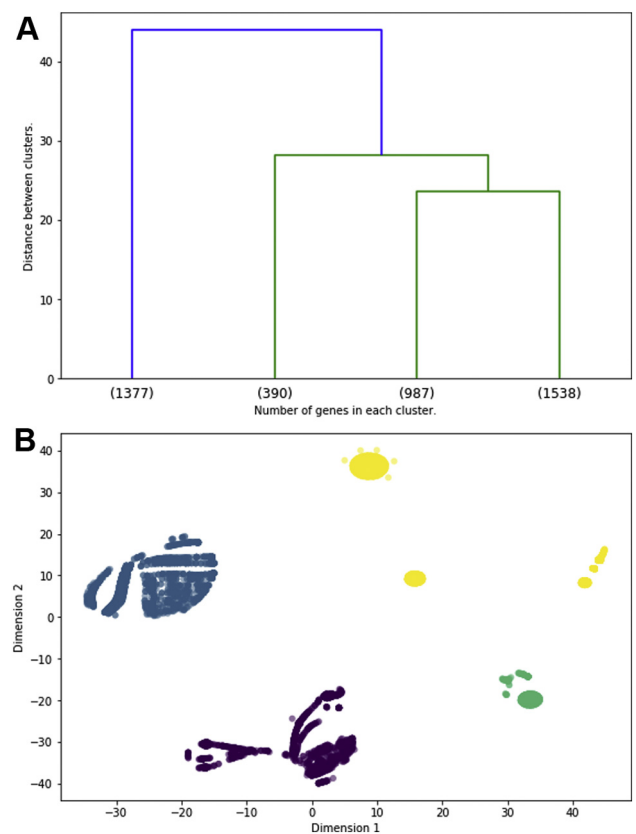 A
40
30
20
10
0
Distance between clusters.
(1377) (390) (987) (1538)
Number of genes in each cluster.
B
40
30
20
10
0
−10
−20
−30
−40
Dimension 2
−30 −20 −10 0 10 20 30 40
Dimension 1